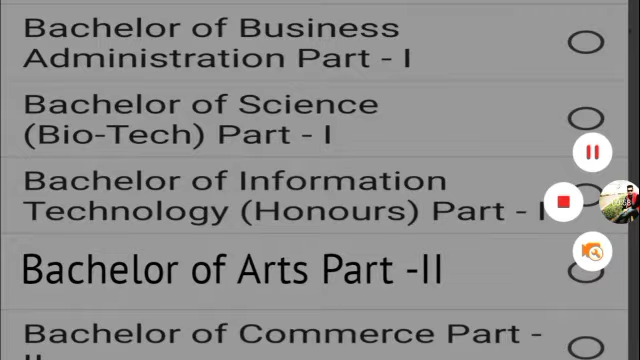 Bachelor of Business
Administration Part - I
Bachelor of Science
(Bio-Tech) Part - I
Bachelor of Information
Technology (Honours) Part - I
Bachelor of Arts Part -II
Bachelor of Commerce Part -